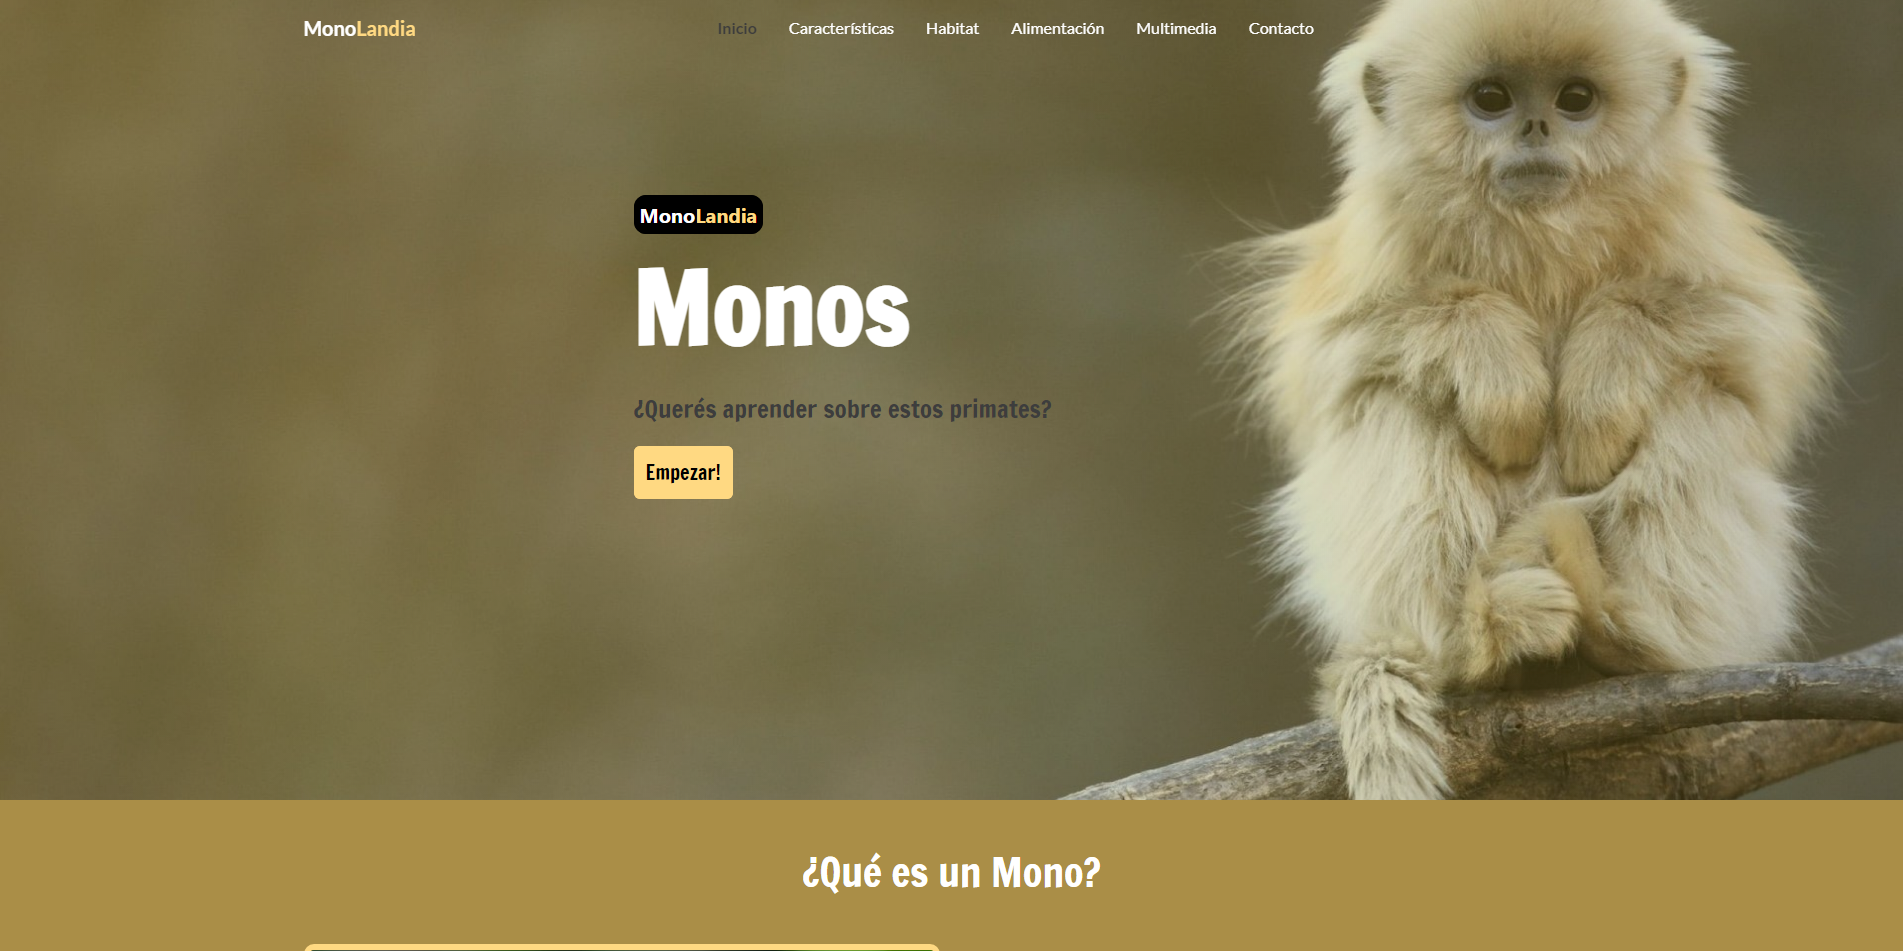 MonoLandia
Inicio Características Habitat Alimentación Multimedia Contacto
MonoLandia
Monos
¿Querés aprender sobre estos primates?
Empezar!
¿Qué es un Mono?